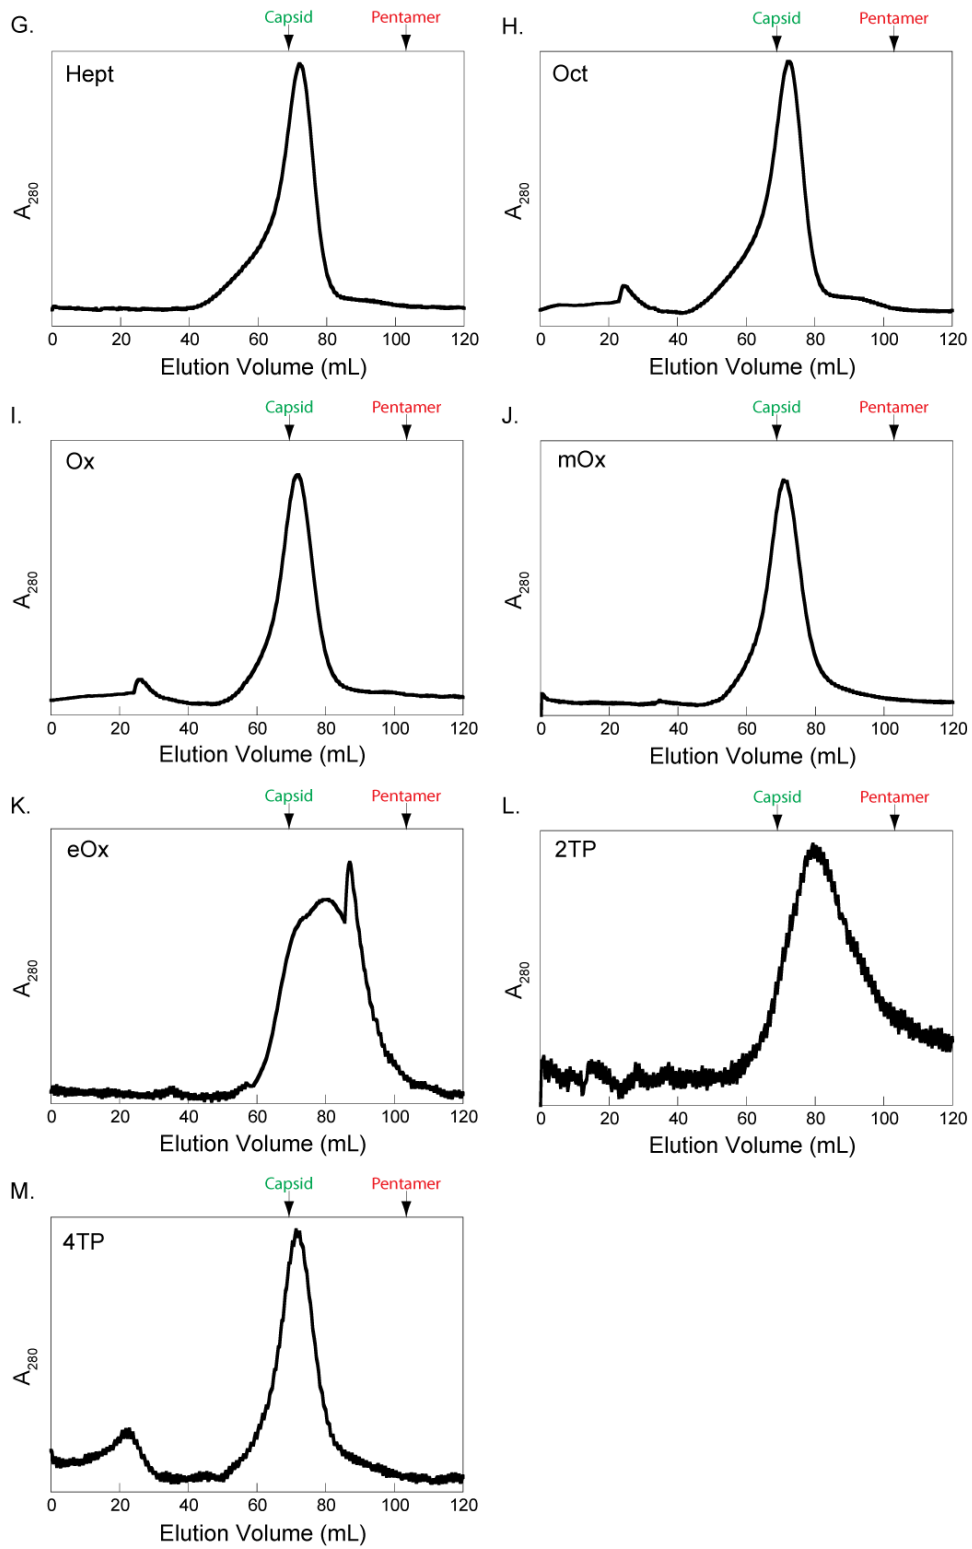 G.
Capsid Pentamer
Hept
A280
0 20 40 60 80 100 120
Elution Volume (mL)
H.
Capsid Pentamer
Oct
A280
0 20 40 60 80 100 120
Elution Volume (mL)
I.
Capsid Pentamer
Ox
A280
0 20 40 60 80 100 120
Elution Volume (mL)
J.
Capsid Pentamer
mOx
A280
0 20 40 60 80 100 120
Elution Volume (mL)
K.
Capsid Pentamer
eOx
A280
0 20 40 60 80 100 120
Elution Volume (mL)
L.
Capsid Pentamer
2TP
A280
0 20 40 60 80 100 120
Elution Volume (mL)
M.
Capsid Pentamer
4TP
A280
0 20 40 60 80 100 120
Elution Volume (mL)